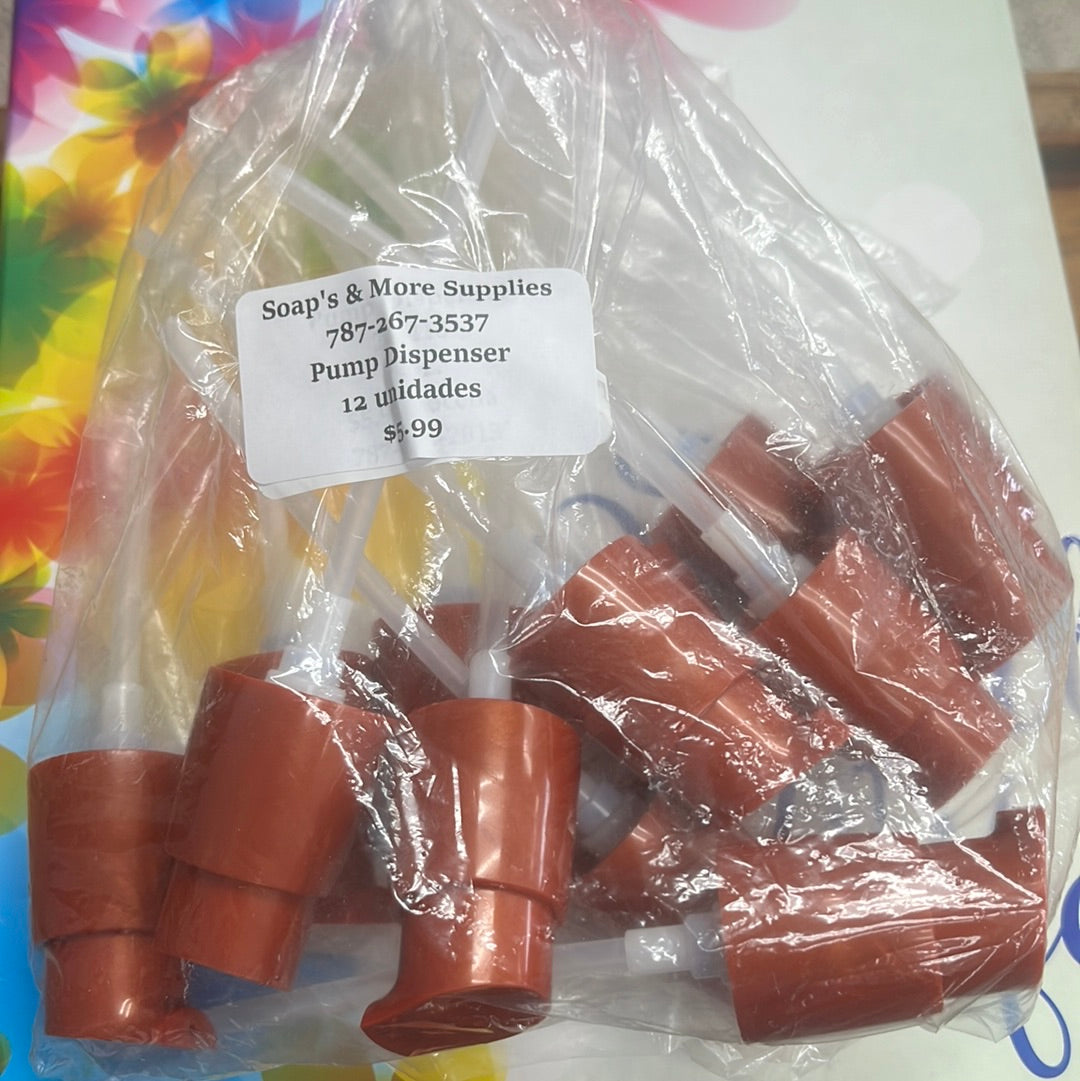 Soap's & More Supplies
787-267-3537
Pump Dispenser
12 unidades
$5.99